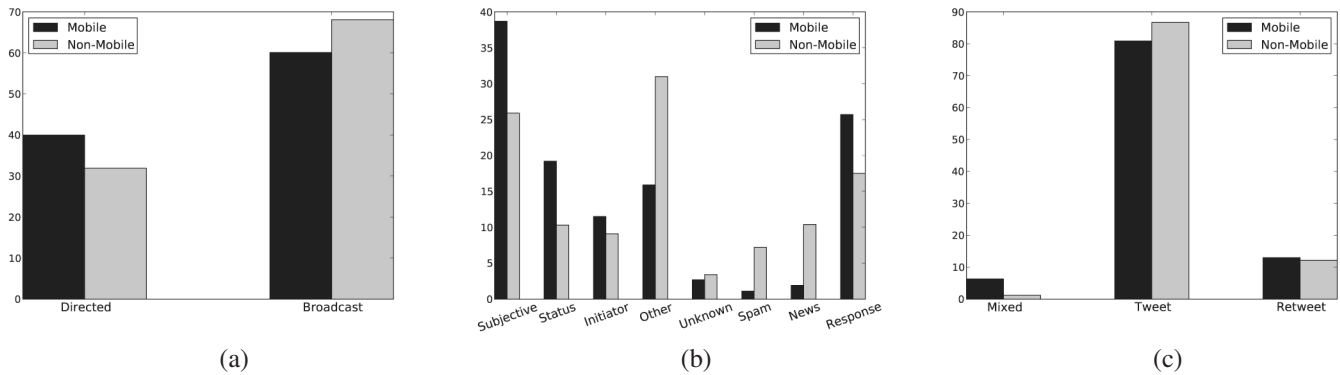 70
60
50
40
30
20
10
0
Mobile
Non-Mobile
Directed
Broadcast
(a)
40
35
30
25
20
15
10
5
0
Mobile
Non-Mobile
Subjective
Status
Initiator
Other
Unknown
Spam
News
Response
(b)
90
80
70
60
50
40
30
20
10
0
Mobile
Non-Mobile
Mixed
Tweet
Retweet
(c)